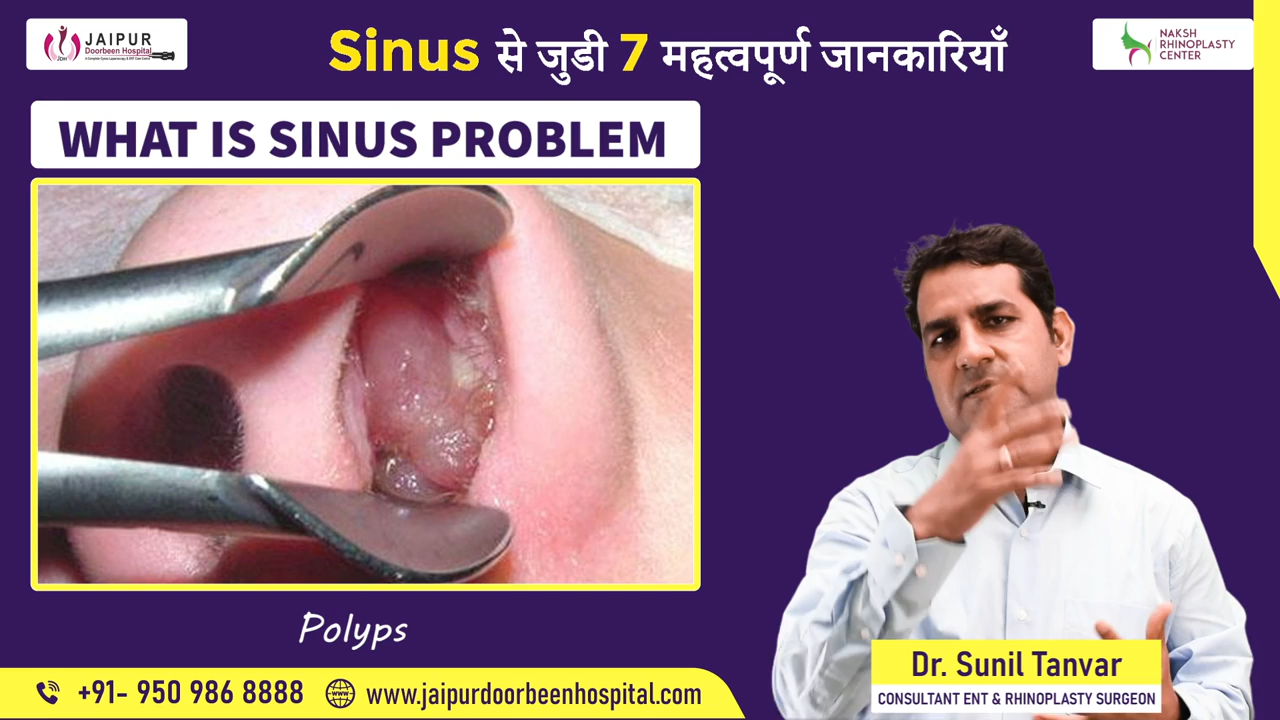 JAIPUR
Doorbeen Hospital
JDH
Sinus से जुडी 7 महत्वपूर्ण जानकारियाँ
NAKSH
RHINOPLASTY
CENTER
WHAT IS SINUS PROBLEM
Polyps
Dr. Sunil Tanvar
CONSULTANT ENT & RHINOPLASTY SURGEON
+91- 950 986 8888
www.jaipurdoorbeenhospital.com